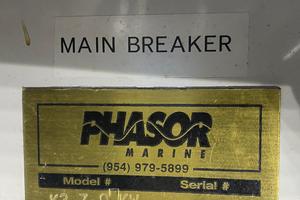 MAIN BREAKER
PHASOR
MARINE
(954) 979-5899
Model # Serial #